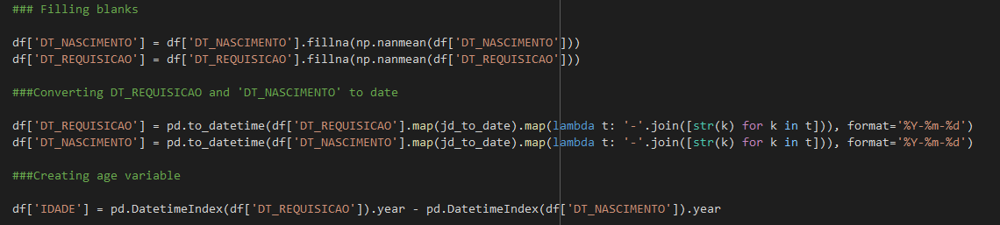 ### Filling blanks
df['DT_NASCIMENTO'] = df['DT_NASCIMENTO'].fillna(np.nanmean(df['DT_NASCIMENTO']))
df['DT_REQUISICAO'] = df['DT_REQUISICAO'].fillna(np.nanmean(df['DT_REQUISICAO']))
###Converting DT_REQUISICAO and 'DT_NASCIMENTO' to date
df['DT_REQUISICAO'] = pd.to_datetime(df['DT_REQUISICAO'].map(jd_to_date).map(lambda t: '-'.join([str(k) for k in t])), format='%Y-%m-%d')
df['DT_NASCIMENTO'] = pd.to_datetime(df['DT_NASCIMENTO'].map(jd_to_date).map(lambda t: '-'.join([str(k) for k in t])), format='%Y-%m-%d')
###Creating age variable
df['IDADE'] = pd.DatetimeIndex(df['DT_REQUISICAO']).year - pd.DatetimeIndex(df['DT_NASCIMENTO']).year